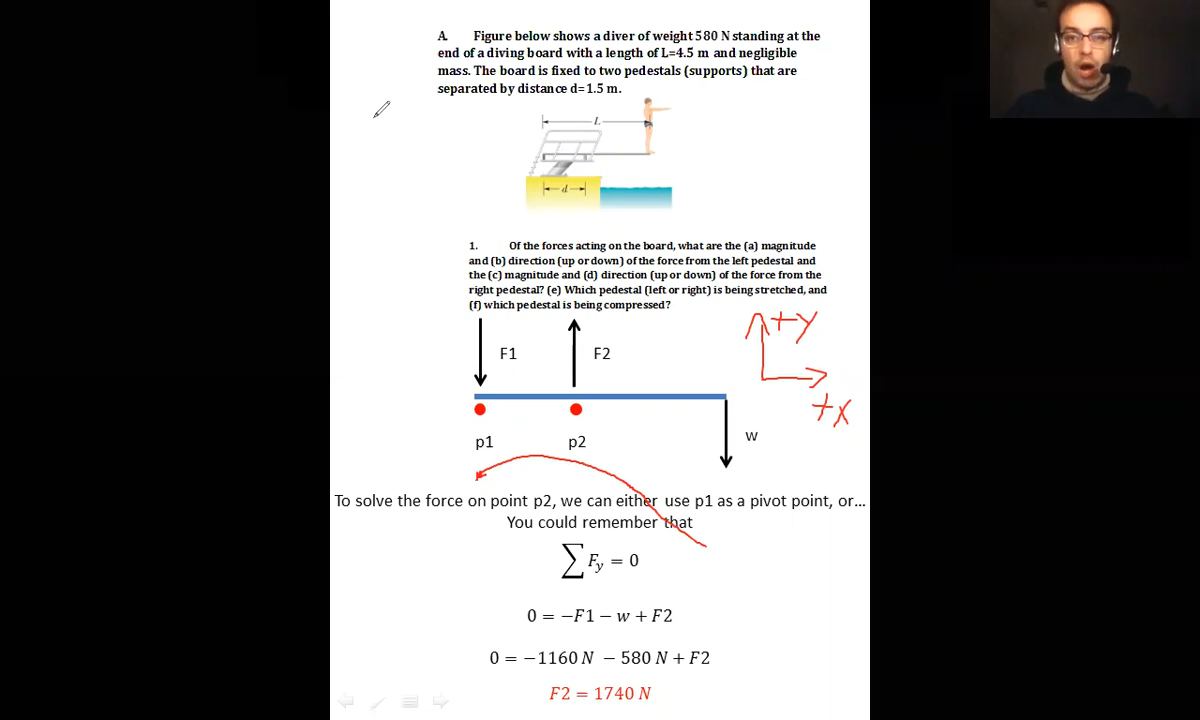 A. Figure below shows a diver of weight 580 N standing at the
end of a diving board with a length of L=4.5 m and negligible
mass. The board is fixed to two pedestals (supports) that are
separated by distance d=1.5 m.
L
d
1. Of the forces acting on the board, what are the (a) magnitude
and (b) direction (up or down) of the force from the left pedestal and
the (c) magnitude and (d) direction (up or down) of the force from the
right pedestal? (e) Which pedestal (left or right) is being stretched, and
(f) which pedestal is being compressed?
+y
F1 F2
+x
p1 p2 w
To solve the force on point p2, we can either use p1 as a pivot point, or...
You could remember that
∑ Fy = 0
0 = −F1 − w + F2
0 = −1160 N − 580 N + F2
F2 = 1740 N